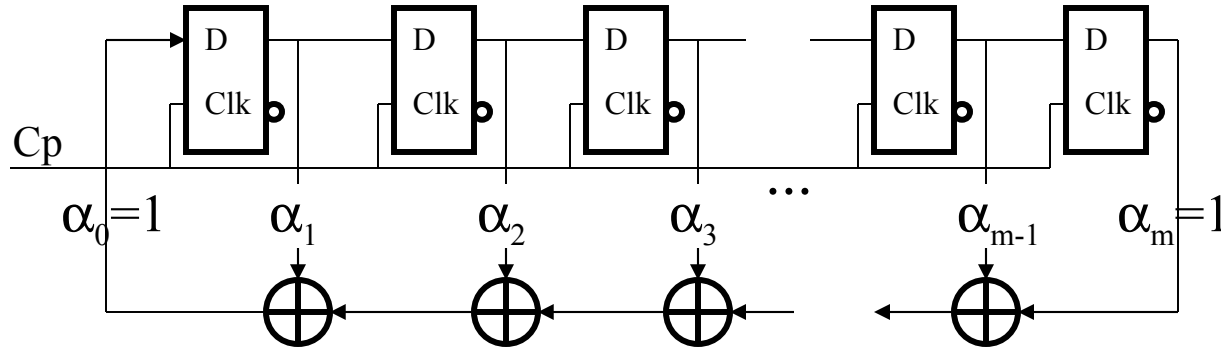 D D D D D
Clk Clk Clk Clk Clk
Cp
...
α₀=1 α₁ α₂ α₃ αₘ₋₁ αₘ=1